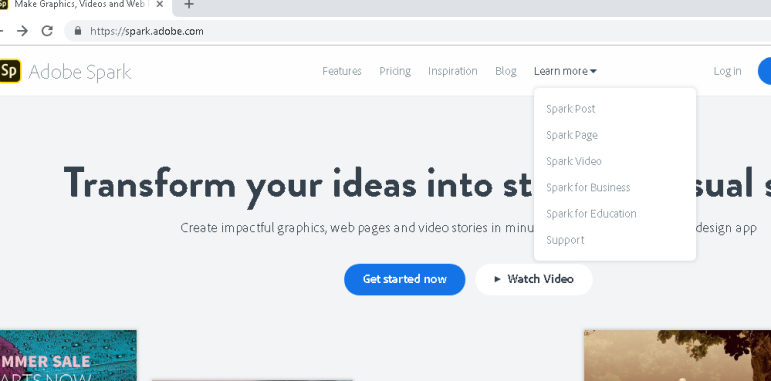 Sp Make Graphics, Videos and Web
https://spark.adobe.com
Sp Adobe Spark Features Pricing Inspiration Blog Learn more Log in
Spark Post
Spark Page
Spark Video
Spark for Business
Spark for Education
Support
Transform your ideas into st sual s
Create impactful graphics, web pages and video stories in minu design app
Get started now Watch Video
MMER SALE
ARTS NOW